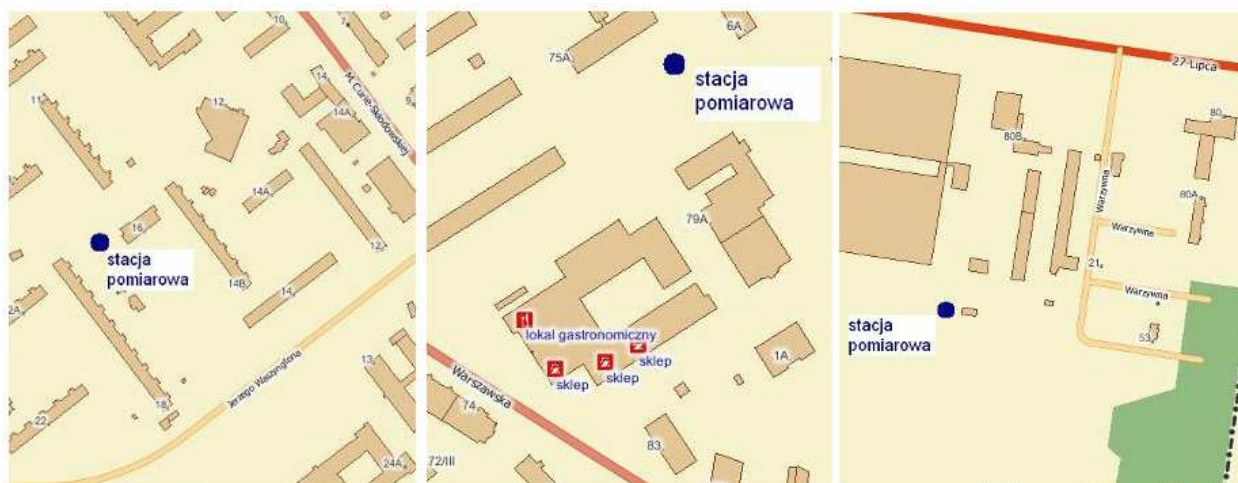 10
7
11
12
14
14A
5
M. Curie-Skłodowskiej
14A
16
12
stacja
pomiarowa
14B
14
2A
Jerzego Waszyngtona
13
18
22
24A
6A
75A
stacja
pomiarowa
79A
lokal gastronomiczny
sklep
sklep
sklep
1A
Warszawska
74
83
72/III
27 Lipca
80
80B
80A
Warzywna
Warzywna
21
Warzywna
stacja
pomiarowa
53